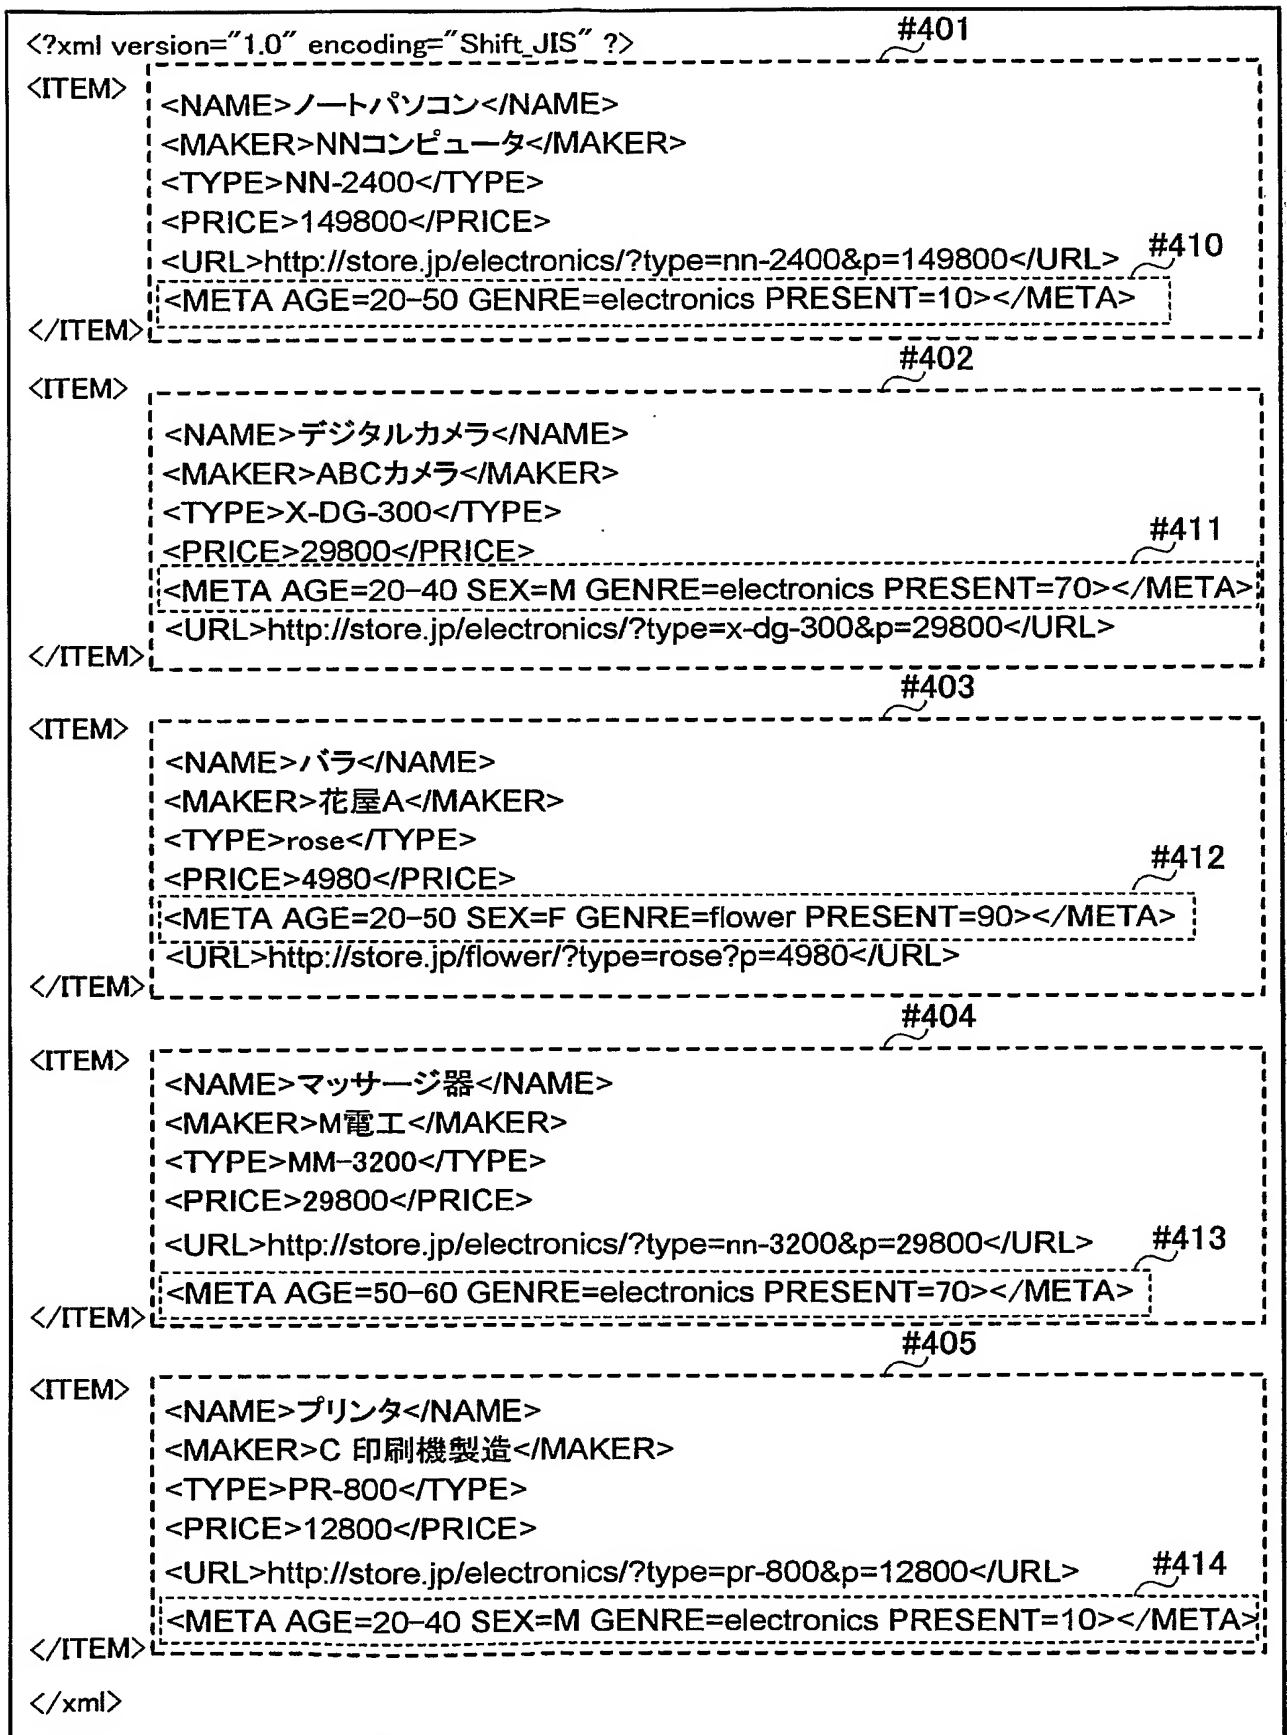 <?xml version="1.0" encoding="Shift_JIS" ?>
#401
<ITEM>
<NAME>ノートパソコン</NAME>
<MAKER>NNコンピュータ</MAKER>
<TYPE>NN-2400</TYPE>
<PRICE>149800</PRICE>
<URL>http://store.jp/electronics/?type=nn-2400&p=149800</URL>
#410
<META AGE=20-50 GENRE=electronics PRESENT=10></META>
</ITEM>
#402
<ITEM>
<NAME>デジタルカメラ</NAME>
<MAKER>ABCカメラ</MAKER>
<TYPE>X-DG-300</TYPE>
<PRICE>29800</PRICE>
#411
<META AGE=20-40 SEX=M GENRE=electronics PRESENT=70></META>
<URL>http://store.jp/electronics/?type=x-dg-300&p=29800</URL>
</ITEM>
#403
<ITEM>
<NAME>バラ</NAME>
<MAKER>花屋A</MAKER>
<TYPE>rose</TYPE>
<PRICE>4980</PRICE>
#412
<META AGE=20-50 SEX=F GENRE=flower PRESENT=90></META>
<URL>http://store.jp/flower/?type=rose?p=4980</URL>
</ITEM>
#404
<ITEM>
<NAME>マッサージ器</NAME>
<MAKER>M電工</MAKER>
<TYPE>MM-3200</TYPE>
<PRICE>29800</PRICE>
<URL>http://store.jp/electronics/?type=nn-3200&p=29800</URL>
#413
<META AGE=50-60 GENRE=electronics PRESENT=70></META>
</ITEM>
#405
<ITEM>
<NAME>プリンタ</NAME>
<MAKER>C 印刷機製造</MAKER>
<TYPE>PR-800</TYPE>
<PRICE>12800</PRICE>
<URL>http://store.jp/electronics/?type=pr-800&p=12800</URL>
#414
<META AGE=20-40 SEX=M GENRE=electronics PRESENT=10></META>
</ITEM>
</xml>